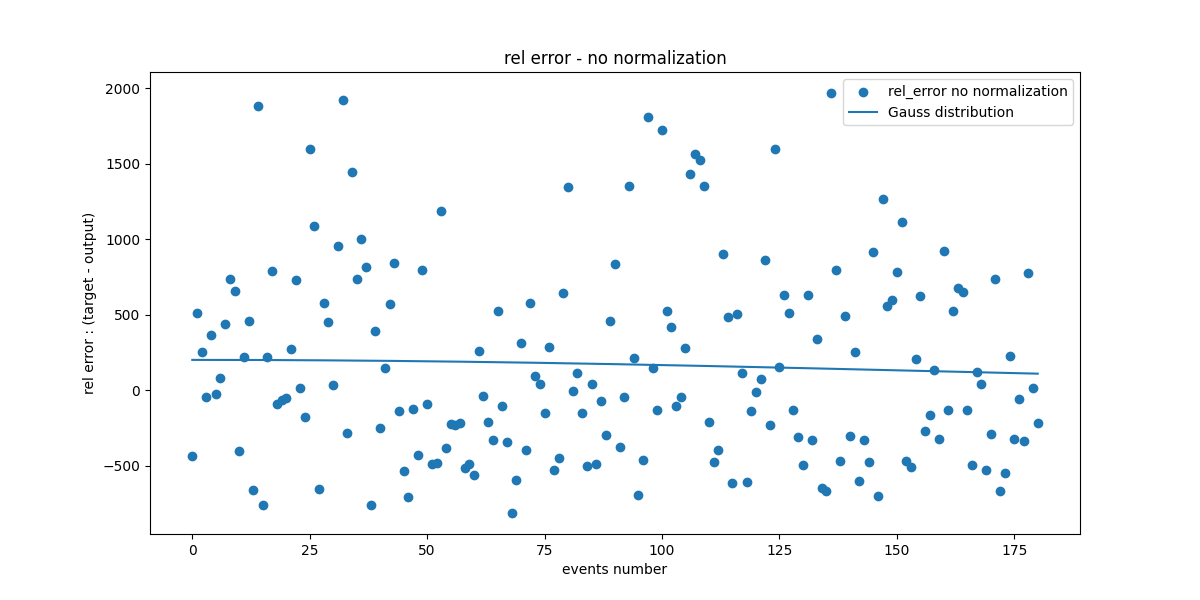 rel error - no normalization
rel_error no normalization
Gauss distribution
2000
1500
1000
500
0
−500
rel error : (target - output)
0 25 50 75 100 125 150 175
events number